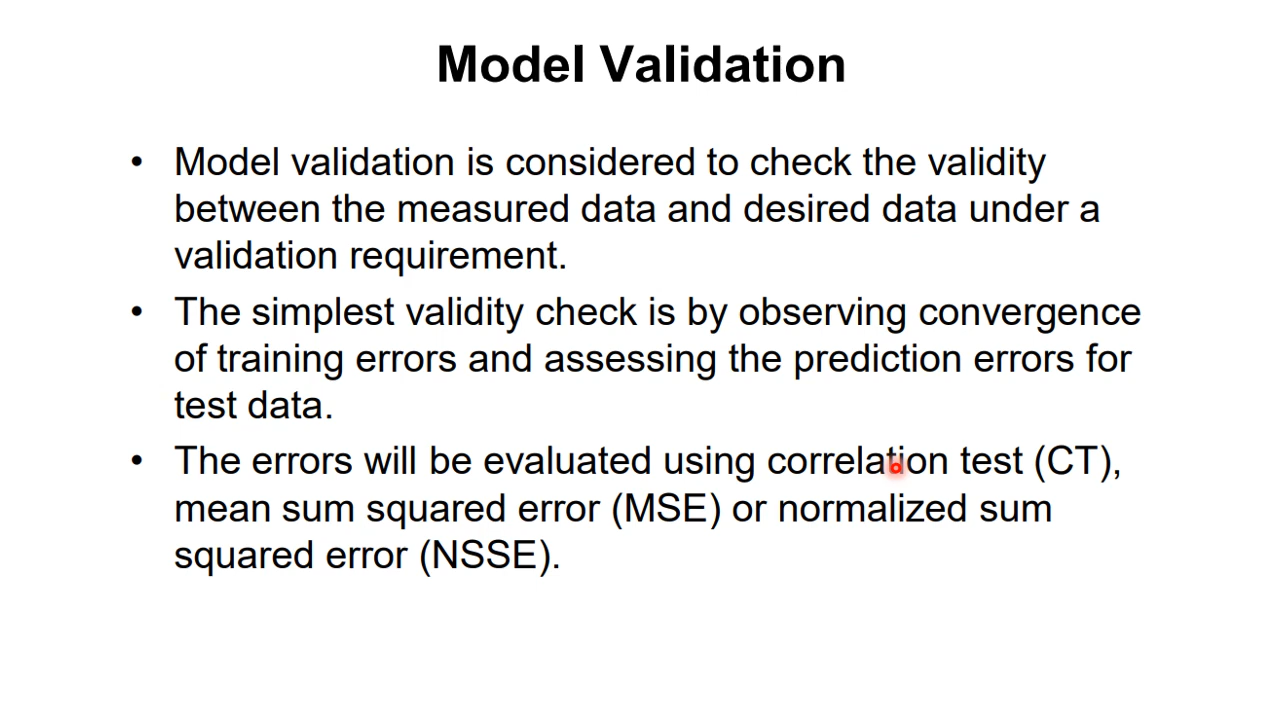 Model Validation
• Model validation is considered to check the validity
between the measured data and desired data under a
validation requirement.
• The simplest validity check is by observing convergence
of training errors and assessing the prediction errors for
test data.
• The errors will be evaluated using correlation test (CT),
mean sum squared error (MSE) or normalized sum
squared error (NSSE).